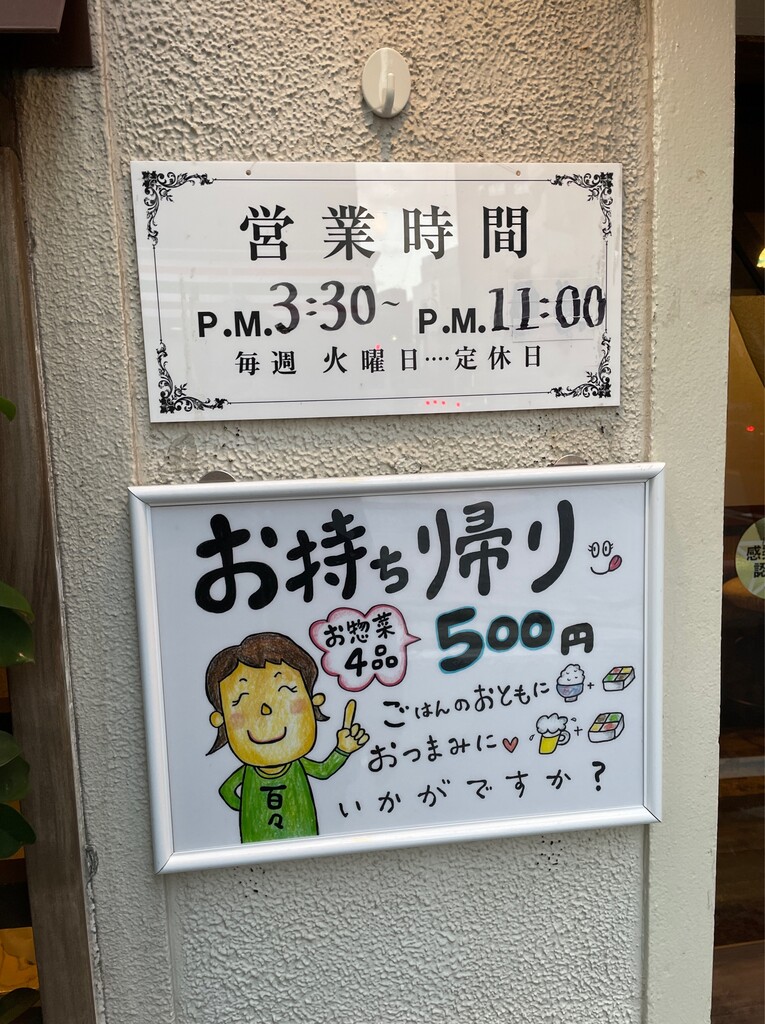 営業時間
P.M.3:30~ P.M.11:00
毎週 火曜日…定休日
お持ち帰り
お惣菜
4品
500円
ごはんのおともに
おつまみに♥
いかがですか?
百々